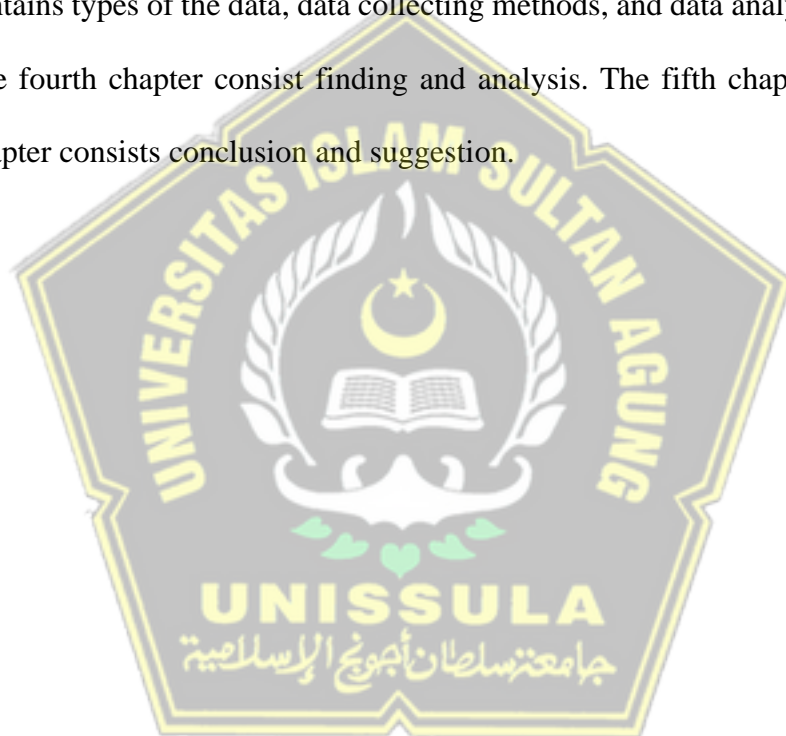 ntains types of the data, data collecting methods, and data analy
e fourth chapter consist finding and analysis. The fifth chap
apter consists conclusion and suggestion.
UNIVERSITAS ISLAM SULTAN AGUNG
UNISSULA
جامعة سلطان أجونج الإسلامية